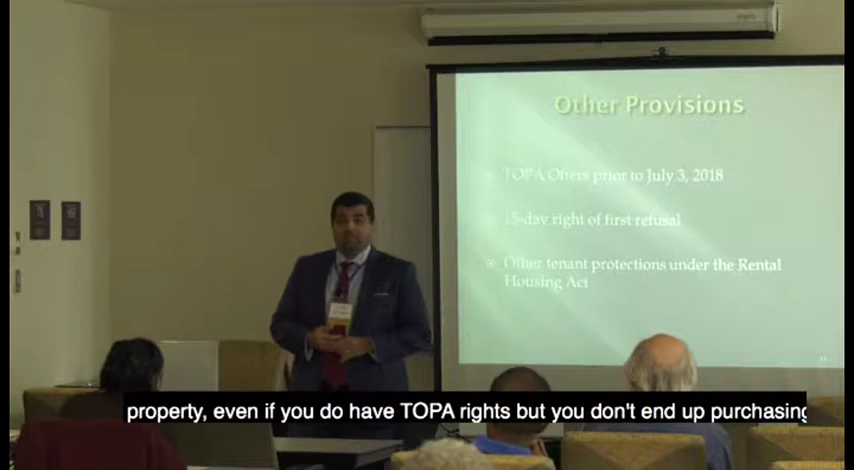 Other Provisions
TOPA Offers prior to July 3, 2018
15-day right of first refusal
Other tenant protections under the Rental
Housing Act
property, even if you do have TOPA rights but you don't end up purchasing